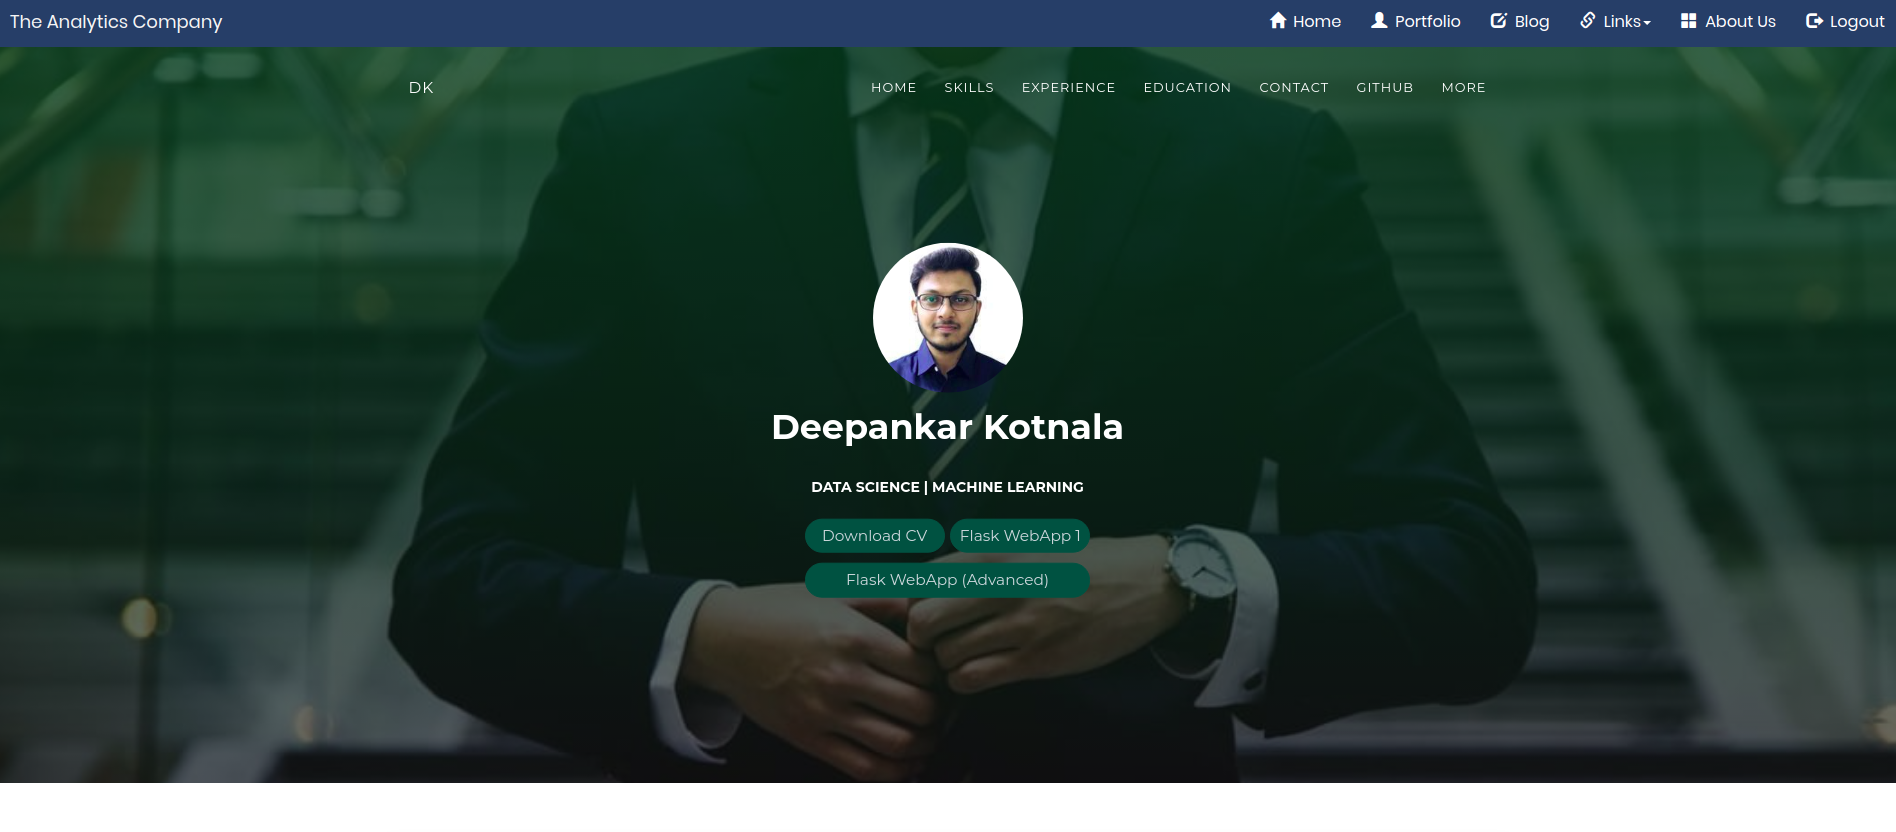 The Analytics Company Home Portfolio Blog Links About Us Logout
DK HOME SKILLS EXPERIENCE EDUCATION CONTACT GITHUB MORE
Deepankar Kotnala
DATA SCIENCE | MACHINE LEARNING
Download CV Flask WebApp 1
Flask WebApp (Advanced)